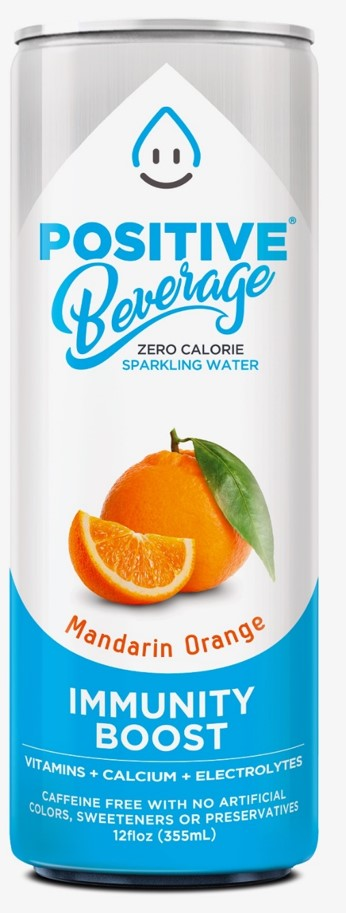 POSITIVE®
Beverage
ZERO CALORIE
SPARKLING WATER
Mandarin Orange
IMMUNITY
BOOST
VITAMINS + CALCIUM + ELECTROLYTES
CAFFEINE FREE WITH NO ARTIFICIAL
COLORS, SWEETENERS OR PRESERVATIVES
12floz (355mL)